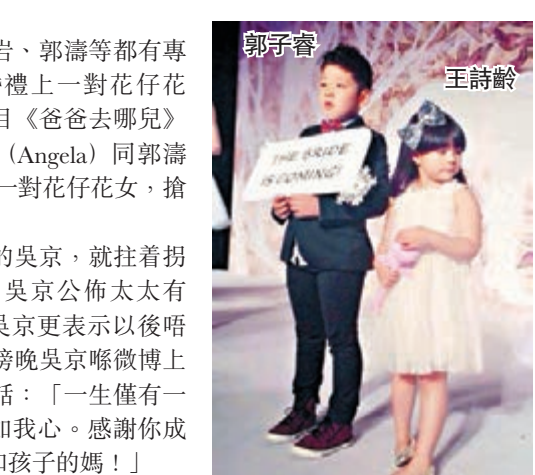 岩、郭濤等都有專
禮上一對花仔花
目《爸爸去哪兒》
（Angela）同郭濤
一對花仔花女，搶
的吳京，就拄着拐
吳京公佈太太有
吳京更表示以後唔
傍晚吳京喺微博上
話：「一生僅有一
如我心。感謝你成
和孩子的媽！」
郭子睿
王詩齡
THE BRIDE
IS COMING!